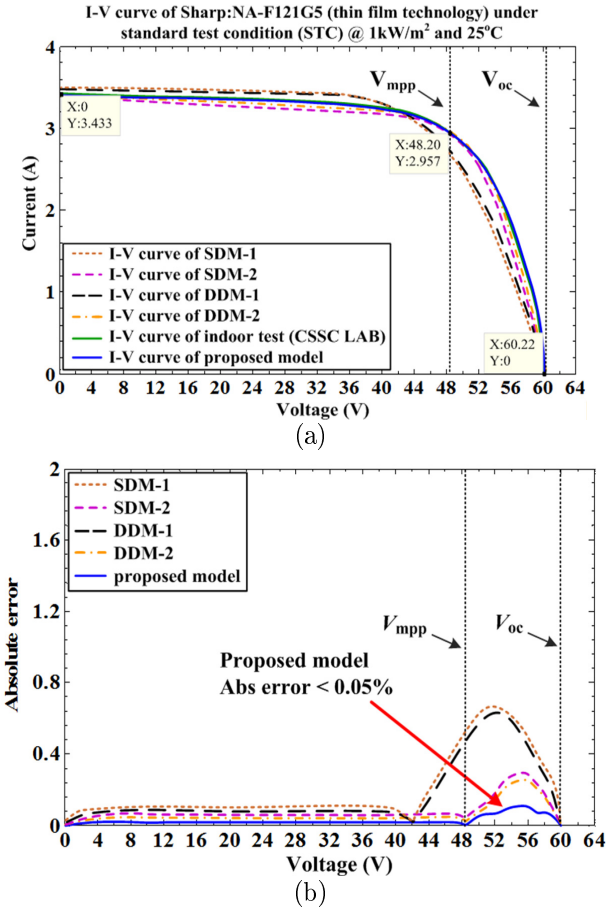 I-V curve of Sharp:NA-F121G5 (thin film technology) under
standard test condition (STC) @ 1kW/m² and 25°C
4
3
2
1
0
Current (A)
X:0
Y:3.433
V_mpp
V_oc
X:48.20
Y:2.957
I-V curve of SDM-1
I-V curve of SDM-2
I-V curve of DDM-1
I-V curve of DDM-2
I-V curve of indoor test (CSSC LAB)
I-V curve of proposed model
X:60.22
Y:0
0 4 8 12 16 20 24 28 32 36 40 44 48 52 56 60 64
Voltage (V)
(a)
2
1.6
1.2
0.8
0.4
0
Absolute error
SDM-1
SDM-2
DDM-1
DDM-2
proposed model
V_mpp
V_oc
Proposed model
Abs error < 0.05%
0 4 8 12 16 20 24 28 32 36 40 44 48 52 56 60 64
Voltage (V)
(b)